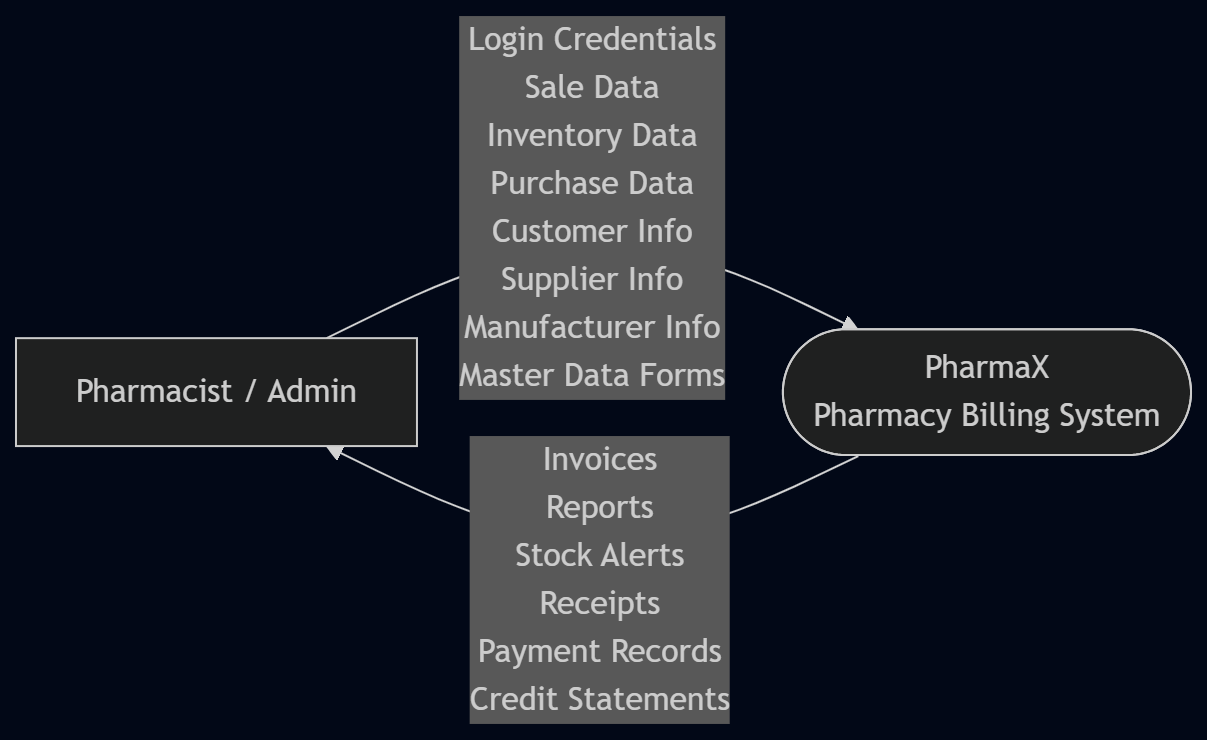 Login Credentials
Sale Data
Inventory Data
Purchase Data
Customer Info
Supplier Info
Manufacturer Info
Master Data Forms
Pharmacist / Admin
PharmaX
Pharmacy Billing System
Invoices
Reports
Stock Alerts
Receipts
Payment Records
Credit Statements